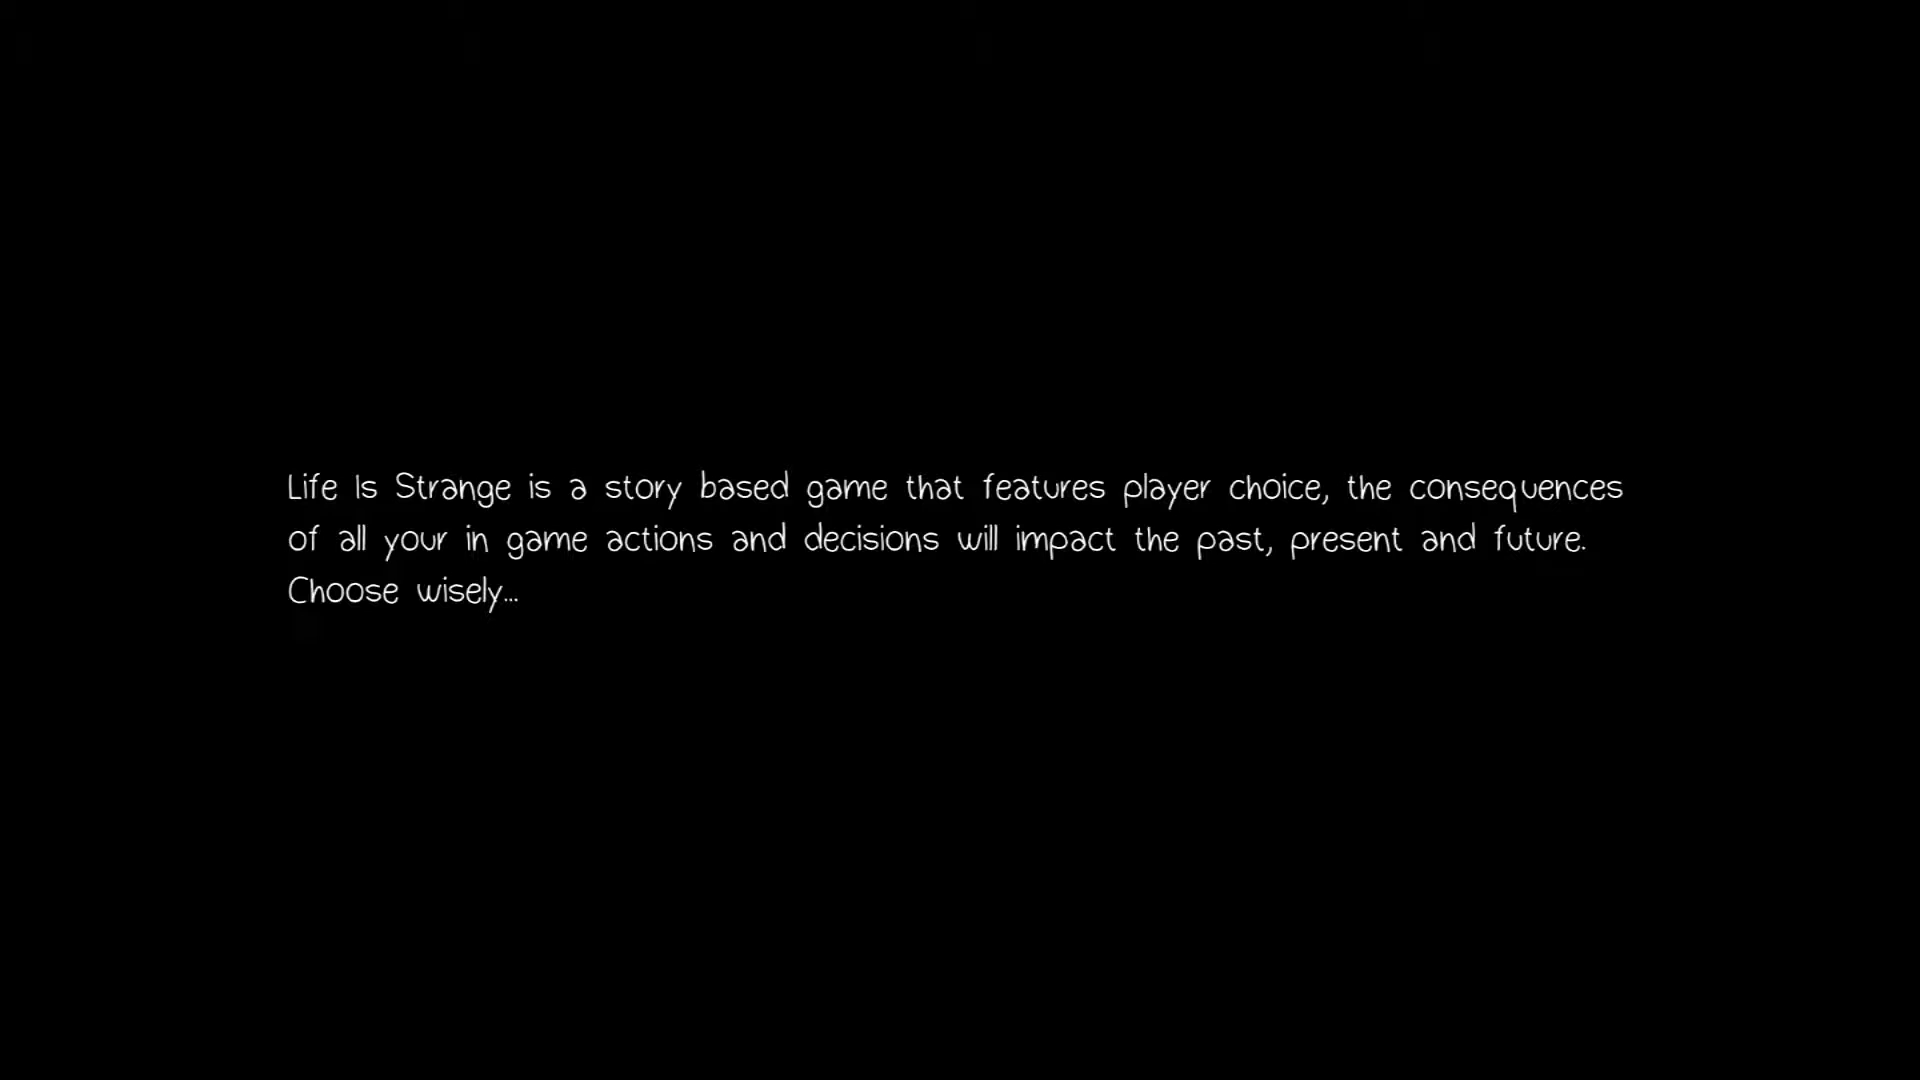 Life Is Strange is a story based game that features player choice, the consequences
of all your in game actions and decisions will impact the past, present and future.
Choose wisely...